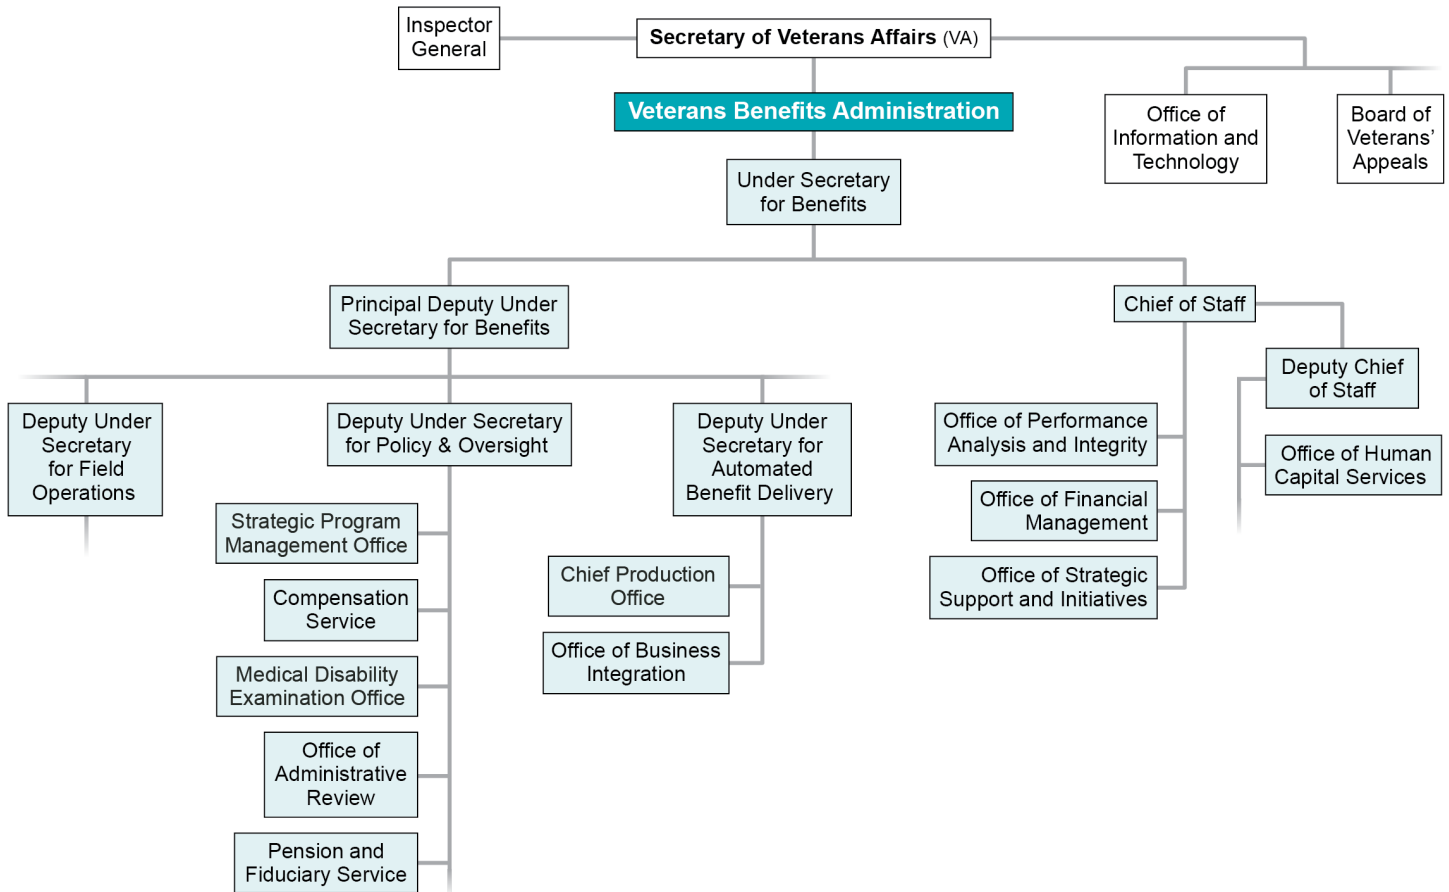 Inspector
General
Secretary of Veterans Affairs (VA)
Veterans Benefits Administration
Office of
Information and
Technology
Board of
Veterans’
Appeals
Under Secretary
for Benefits
Principal Deputy Under
Secretary for Benefits
Chief of Staff
Deputy Chief
of Staff
Deputy Under
Secretary
for Field
Operations
Deputy Under Secretary
for Policy & Oversight
Deputy Under
Secretary for
Automated
Benefit Delivery
Office of Performance
Analysis and Integrity
Office of Human
Capital Services
Office of Financial
Management
Office of Strategic
Support and Initiatives
Strategic Program
Management Office
Compensation
Service
Medical Disability
Examination Office
Office of
Administrative
Review
Pension and
Fiduciary Service
Chief Production
Office
Office of Business
Integration